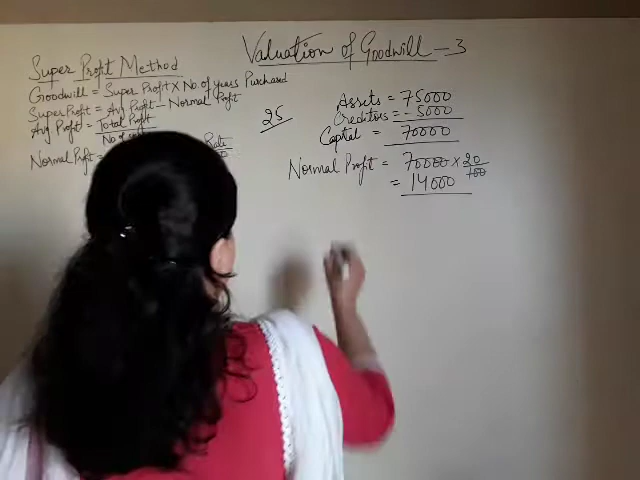 Valuation of Goodwill - 3
Super Profit Method
Goodwill = Super Profit X No. of years Purchased
Super Profit = Avg Profit - Normal Profit
Avg Profit = Total Profit
No. of
Normal Profit =
Rate
25
Assets = 75000
Creditors = - 5000
Capital = 70000
Normal Profit = 70000 x 20/100
= 14000